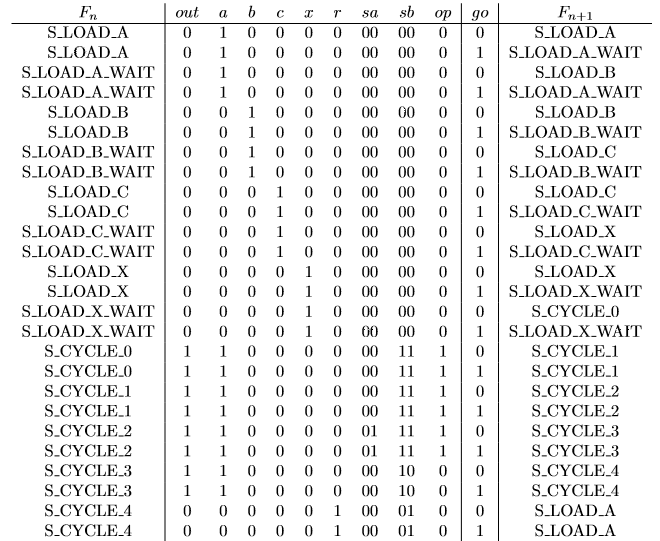 Fn out a b c x r sa sb op go Fn+1
S_LOAD_A 0 1 0 0 0 0 00 00 0 0 S_LOAD_A
S_LOAD_A 0 1 0 0 0 0 00 00 0 1 S_LOAD_A_WAIT
S_LOAD_A_WAIT 0 1 0 0 0 0 00 00 0 0 S_LOAD_B
S_LOAD_A_WAIT 0 1 0 0 0 0 00 00 0 1 S_LOAD_A_WAIT
S_LOAD_B 0 0 1 0 0 0 00 00 0 0 S_LOAD_B
S_LOAD_B 0 0 1 0 0 0 00 00 0 1 S_LOAD_B_WAIT
S_LOAD_B_WAIT 0 0 1 0 0 0 00 00 0 0 S_LOAD_C
S_LOAD_B_WAIT 0 0 1 0 0 0 00 00 0 1 S_LOAD_B_WAIT
S_LOAD_C 0 0 0 1 0 0 00 00 0 0 S_LOAD_C
S_LOAD_C 0 0 0 1 0 0 00 00 0 1 S_LOAD_C_WAIT
S_LOAD_C_WAIT 0 0 0 1 0 0 00 00 0 0 S_LOAD_X
S_LOAD_C_WAIT 0 0 0 1 0 0 00 00 0 1 S_LOAD_C_WAIT
S_LOAD_X 0 0 0 0 1 0 00 00 0 0 S_LOAD_X
S_LOAD_X 0 0 0 0 1 0 00 00 0 1 S_LOAD_X_WAIT
S_LOAD_X_WAIT 0 0 0 0 1 0 00 00 0 0 S_CYCLE_0
S_LOAD_X_WAIT 0 0 0 0 1 0 00 00 0 1 S_LOAD_X_WAIT
S_CYCLE_0 1 1 0 0 0 0 00 11 1 0 S_CYCLE_1
S_CYCLE_0 1 1 0 0 0 0 00 11 1 1 S_CYCLE_1
S_CYCLE_1 1 1 0 0 0 0 00 11 1 0 S_CYCLE_2
S_CYCLE_1 1 1 0 0 0 0 00 11 1 1 S_CYCLE_2
S_CYCLE_2 1 1 0 0 0 0 01 11 1 0 S_CYCLE_3
S_CYCLE_2 1 1 0 0 0 0 01 11 1 1 S_CYCLE_3
S_CYCLE_3 1 1 0 0 0 0 00 10 0 0 S_CYCLE_4
S_CYCLE_3 1 1 0 0 0 0 00 10 0 1 S_CYCLE_4
S_CYCLE_4 0 0 0 0 0 1 00 01 0 0 S_LOAD_A
S_CYCLE_4 0 0 0 0 0 1 00 01 0 1 S_LOAD_A